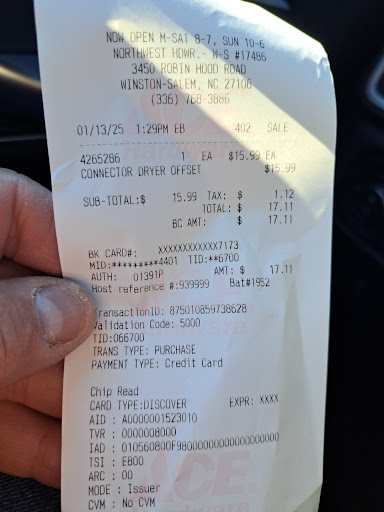 NOW OPEN M-SAT 8-7, SUN 10-6
NORTHWEST HDWR.- W-S #17486
3450 ROBIN HOOD ROAD
WINSTON-SALEM, NC 27106
(336) 768-3886
01/13/25 1:29PM EB 402 SALE
4265286 1 EA $15.99 EA
CONNECTOR DRYER OFFSET $15.99
SUB-TOTAL:$ 15.99 TAX: $ 1.12
TOTAL: $ 17.11
BC AMT: $ 17.11
BK CARD#: XXXXXXXXXXXX7173
MID:*********4401 TID:**6700
AUTH: 01391P AMT: $ 17.11
Host reference #:939999 Bat#1952
TransactionID: 875010859738628
Validation Code: 5000
TID:066700
TRANS TYPE: PURCHASE
PAYMENT TYPE: Credit Card
Chip Read
CARD TYPE:DISCOVER EXPR: XXXX
AID : A0000001523010
TVR : 0000008000
IAD : 010560800F9800000000000000000000
TSI : E800
ARC : 00
MODE : Issuer
CVM : No CVM
ACE